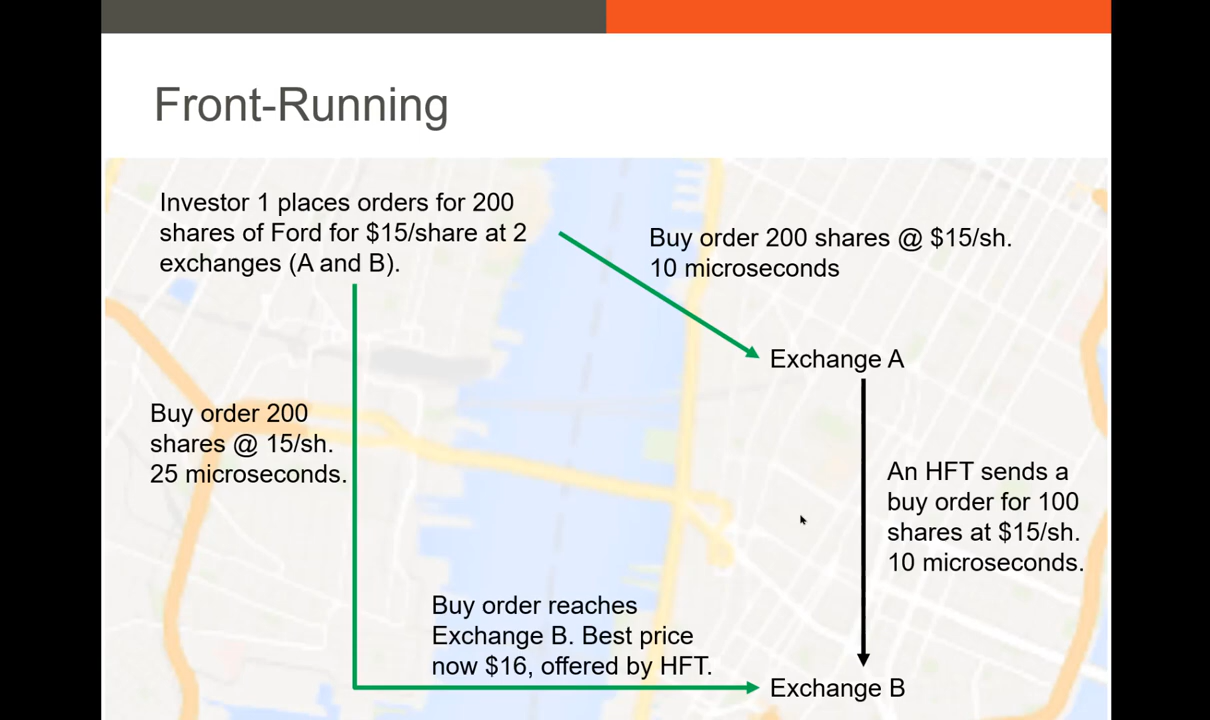 Front-Running
Investor 1 places orders for 200
shares of Ford for $15/share at 2
exchanges (A and B).
Buy order 200 shares @ $15/sh.
10 microseconds
Exchange A
Buy order 200
shares @ 15/sh.
25 microseconds.
An HFT sends a
buy order for 100
shares at $15/sh.
10 microseconds.
Buy order reaches
Exchange B. Best price
now $16, offered by HFT.
Exchange B